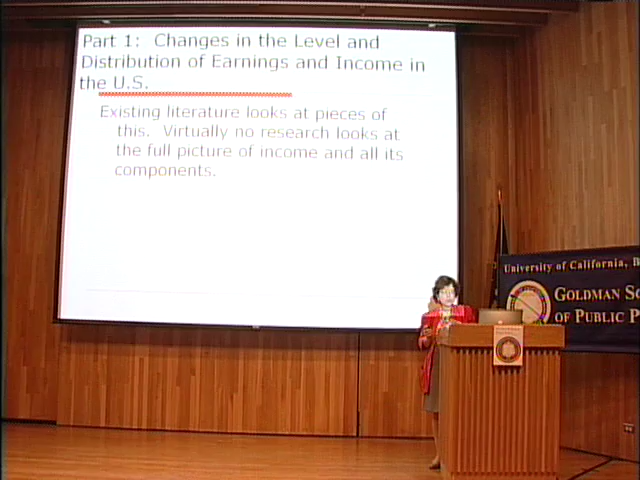 Part 1: Changes in the Level and
Distribution of Earnings and Income in
the U.S.
Existing literature looks at pieces of
this. Virtually no research looks at
the full picture of income and all its
components.
University of California, B
GOLDMAN SC
OF PUBLIC P